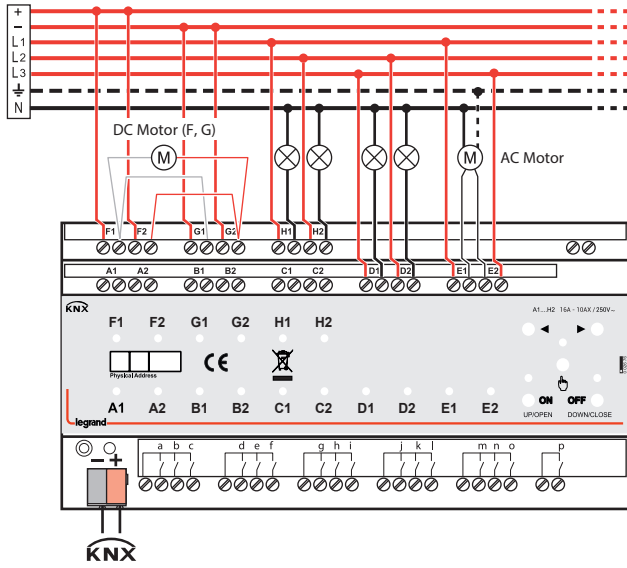 +
−
L1
L2
L3
N
DC Motor (F, G)
M
M
AC Motor
F1 F2 G1 G2 H1 H2
A1 A2 B1 B2 C1 C2 D1 D2 E1 E2
KNX
A1....H2 16A - 10AX / 250V~
F1 F2 G1 G2 H1 H2
Physical Address
CE
A1 A2 B1 B2 C1 C2 D1 D2 E1 E2
ON OFF
UP/OPEN DOWN/CLOSE
legrand
a b c d e f g h i j k l m n o p
− +
KNX